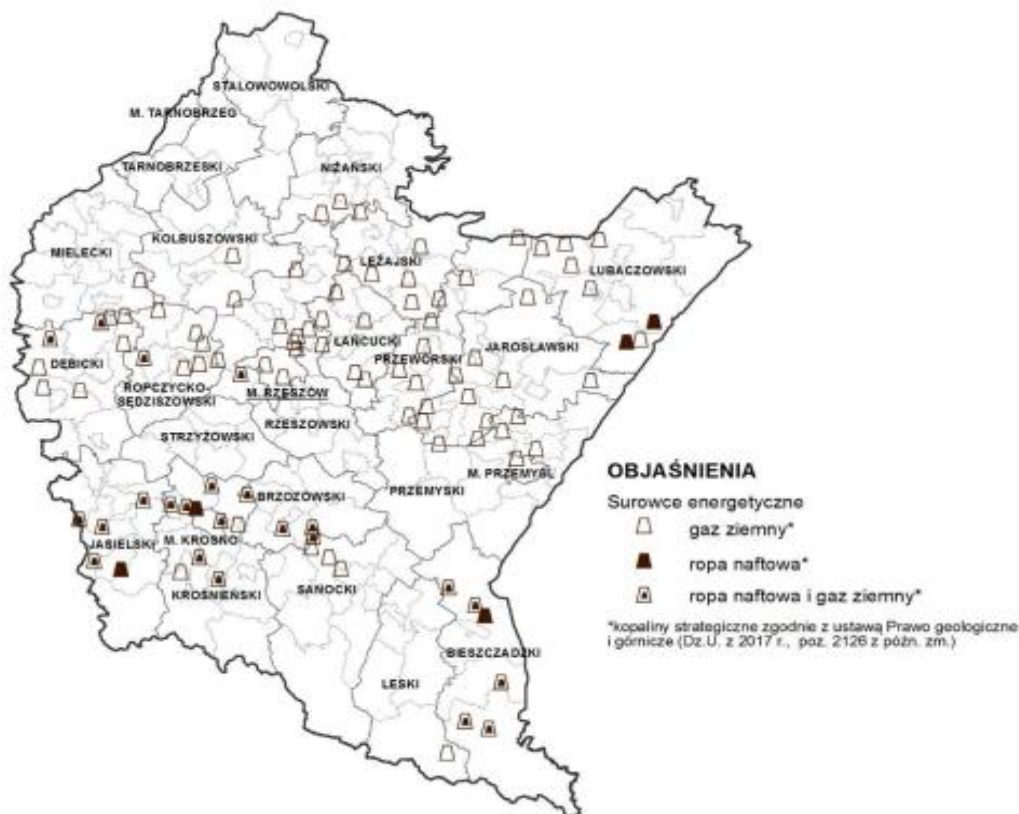 STALOWOWOLSKI
M. TARNOBRZEG
TARNOBRZESKI
NIŻAŃSKI
KOLBUSZOWSKI
MIELECKI
LEŻAJSKI
LUBACZOWSKI
ŁAŃCUCKI
JAROSŁAWSKI
PRZEWORSKI
DĘBICKI
ROPCZYCKO-
SĘDZISZOWSKI
M. RZESZÓW
RZESZOWSKI
STRZYŻOWSKI
M. PRZEMYŚL
PRZEMYSKI
BRZOZOWSKI
JASIELSKI
M. KROSNO
KROŚNIEŃSKI
SANOCKI
BIESZCZADZKI
LESKI
OBJAŚNIENIA
Surowce energetyczne
gaz ziemny*
ropa naftowa*
ropa naftowa i gaz ziemny*
*kopaliny strategiczne zgodnie z ustawą Prawo geologiczne
i górnicze (Dz.U. z 2017 r., poz. 2126 z późn. zm.)